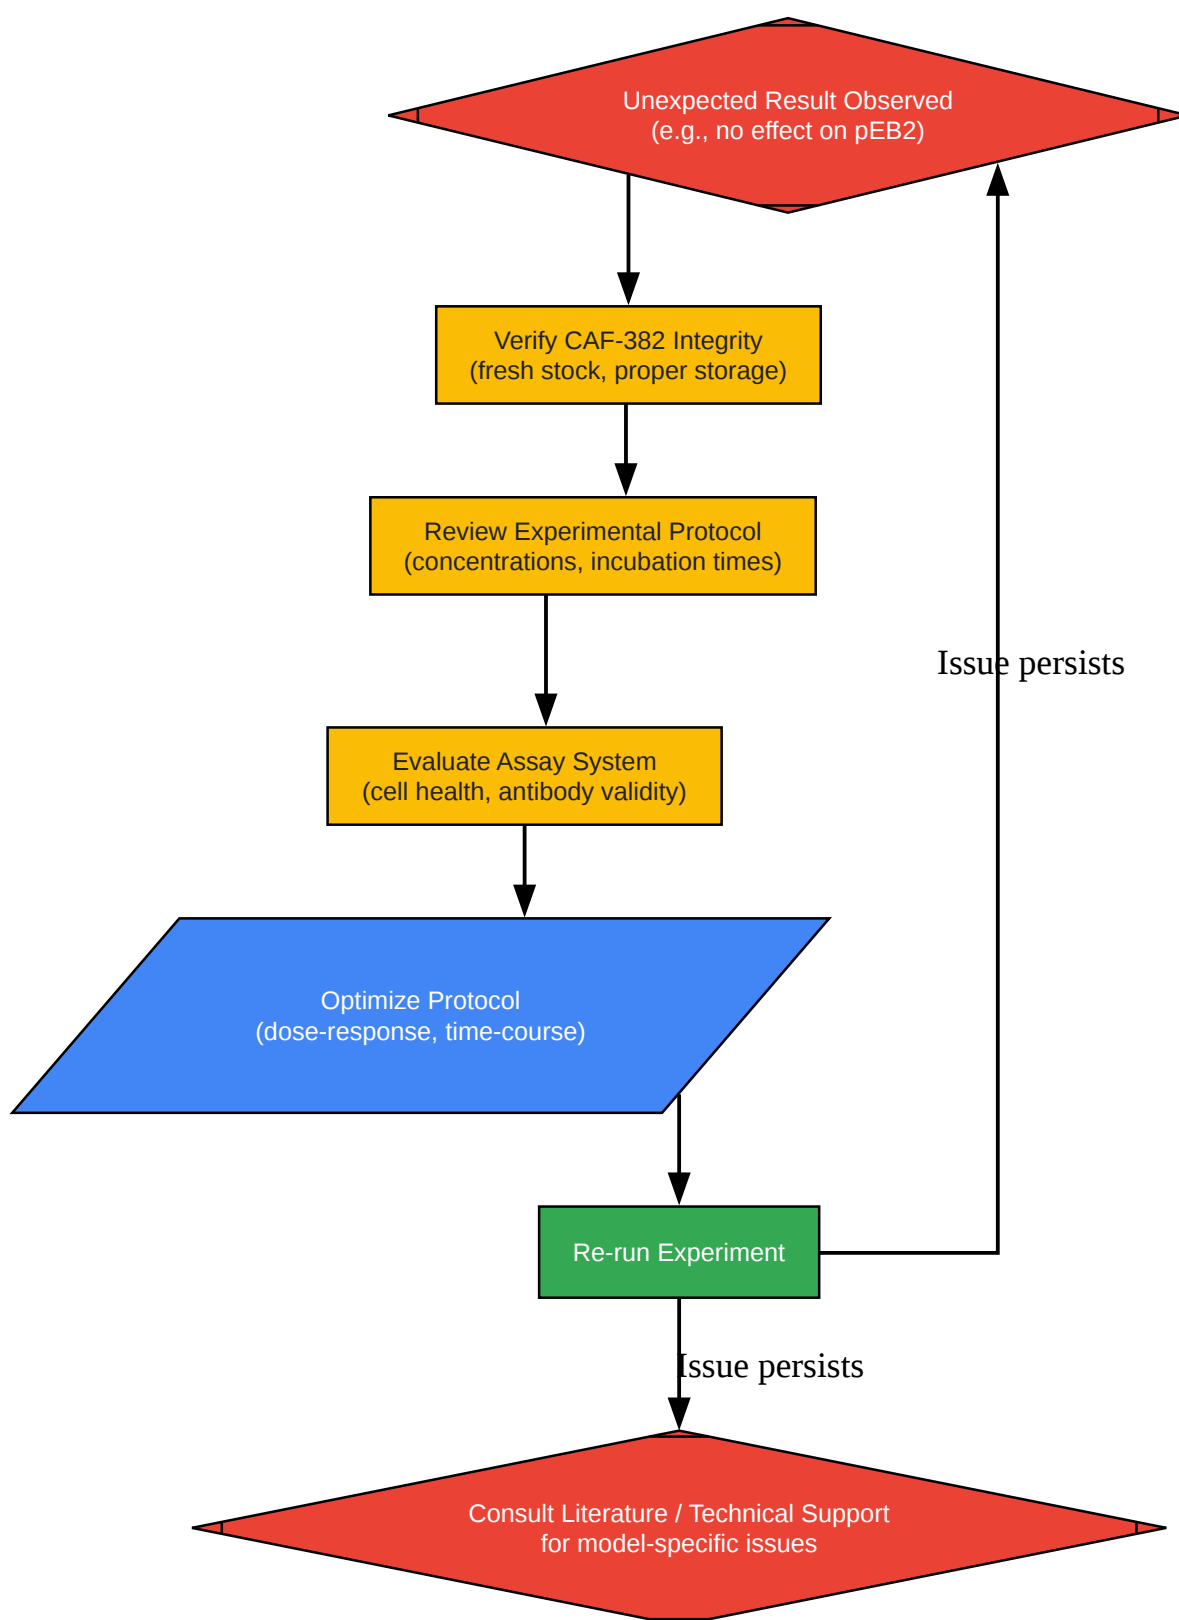 Unexpected Result Observed
(e.g., no effect on pEB2)
Verify CAF-382 Integrity
(fresh stock, proper storage)
Review Experimental Protocol
(concentrations, incubation times)
Issue persists
Evaluate Assay System
(cell health, antibody validity)
Optimize Protocol
(dose-response, time-course)
Re-run Experiment
Issue persists
Consult Literature / Technical Support
for model-specific issues